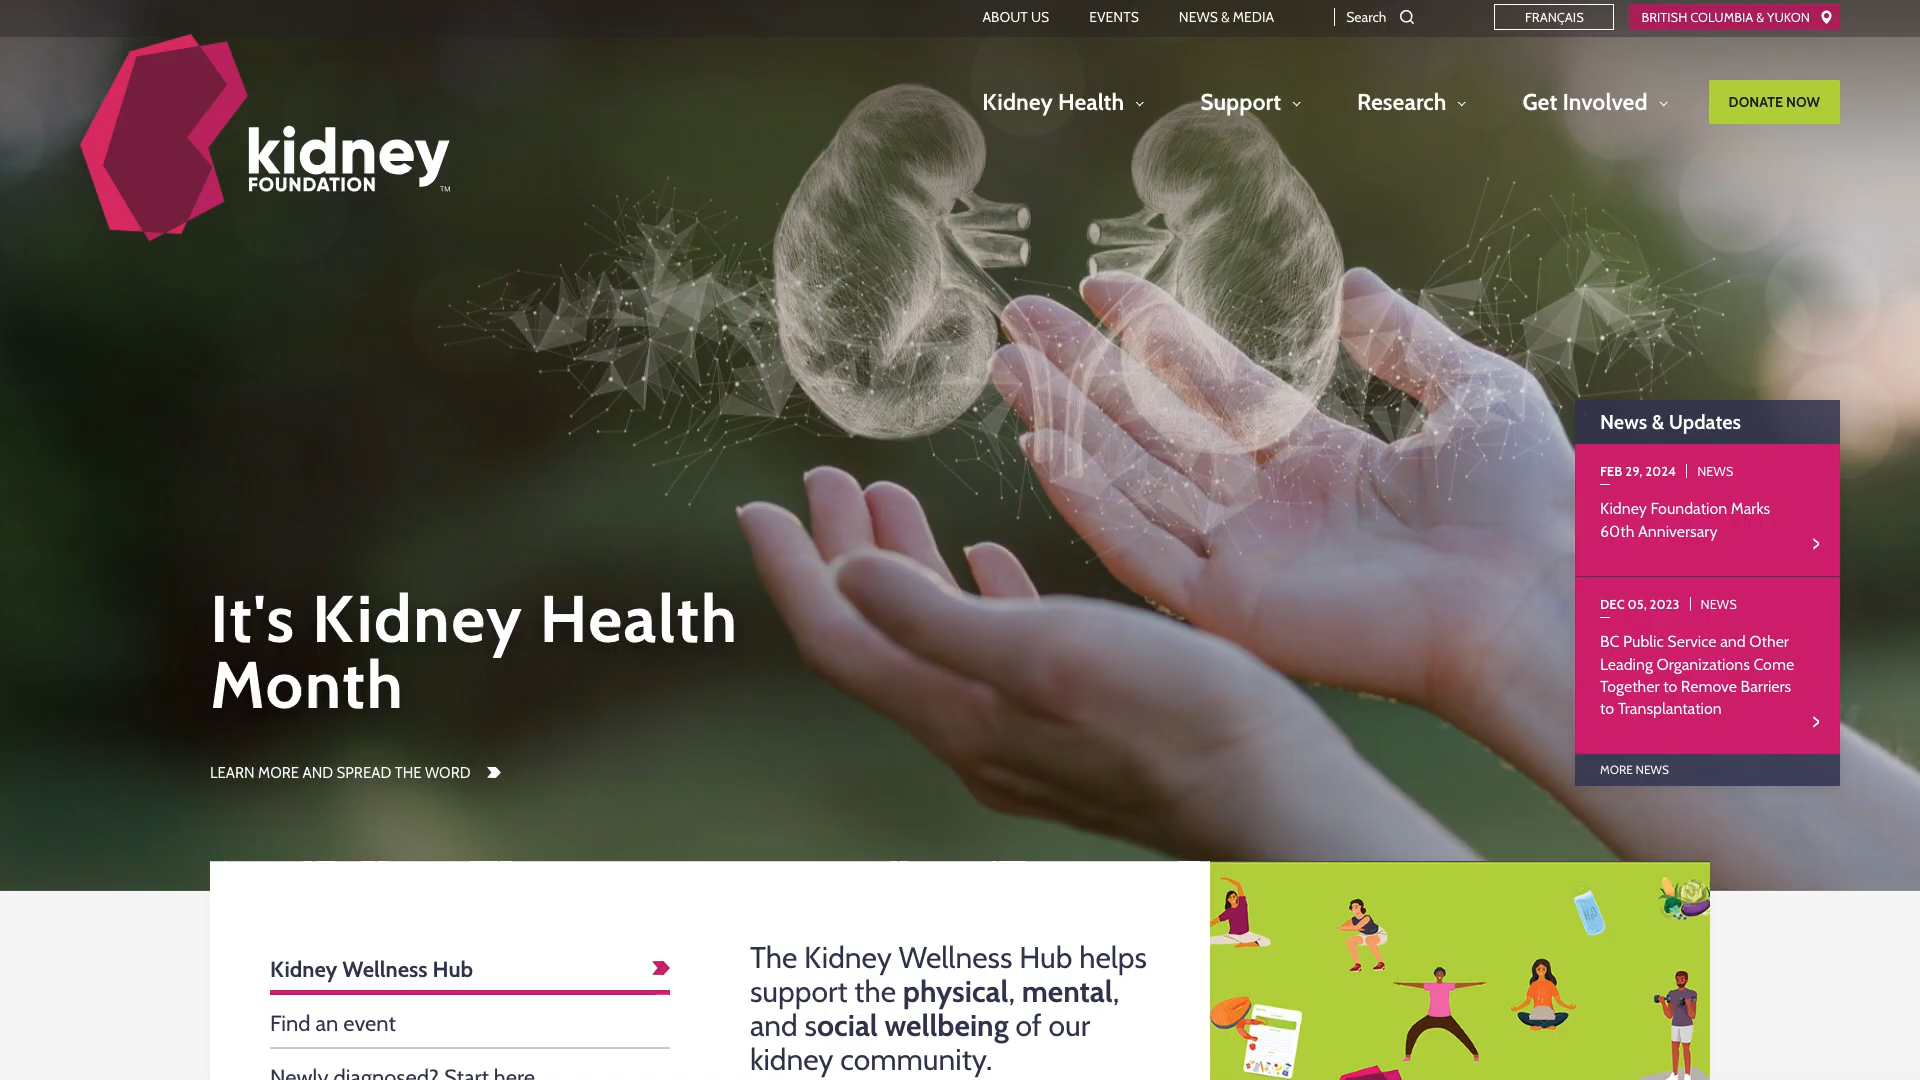 ABOUT US
EVENTS
NEWS & MEDIA
Search
FRANÇAIS
BRITISH COLUMBIA & YUKON
kidney
FOUNDATION
TM
Kidney Health
Support
Research
Get Involved
DONATE NOW
It's Kidney Health
Month
LEARN MORE AND SPREAD THE WORD
News & Updates
FEB 29, 2024 | NEWS
Kidney Foundation Marks
60th Anniversary
DEC 05, 2023 | NEWS
BC Public Service and Other
Leading Organizations Come
Together to Remove Barriers
to Transplantation
MORE NEWS
Kidney Wellness Hub
Find an event
Newly diagnosed? Start here
The Kidney Wellness Hub helps
support the physical, mental,
and social wellbeing of our
kidney community.
H2O